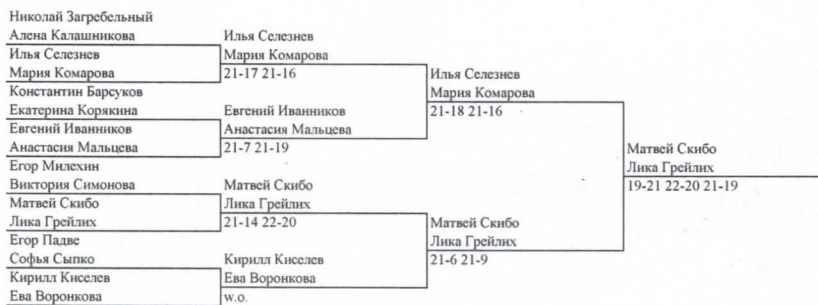 Николай Загребельный
Алена Калашникова
Илья Селезнев
Мария Комарова
Константин Барсуков
Екатерина Корякина
Евгений Иванников
Анастасия Мальцева
Егор Милехин
Виктория Симонова
Матвей Скибо
Лика Грейлих
Егор Падве
Софья Сыпко
Кирилл Киселев
Ева Воронкова
Илья Селезнев
Мария Комарова
21-17 21-16
Евгений Иванников
Анастасия Мальцева
21-7 21-19
Матвей Скибо
Лика Грейлих
21-14 22-20
Кирилл Киселев
Ева Воронкова
w.o.
Илья Селезнев
Мария Комарова
21-18 21-16
Матвей Скибо
Лика Грейлих
21-6 21-9
Матвей Скибо
Лика Грейлих
19-21 22-20 21-19